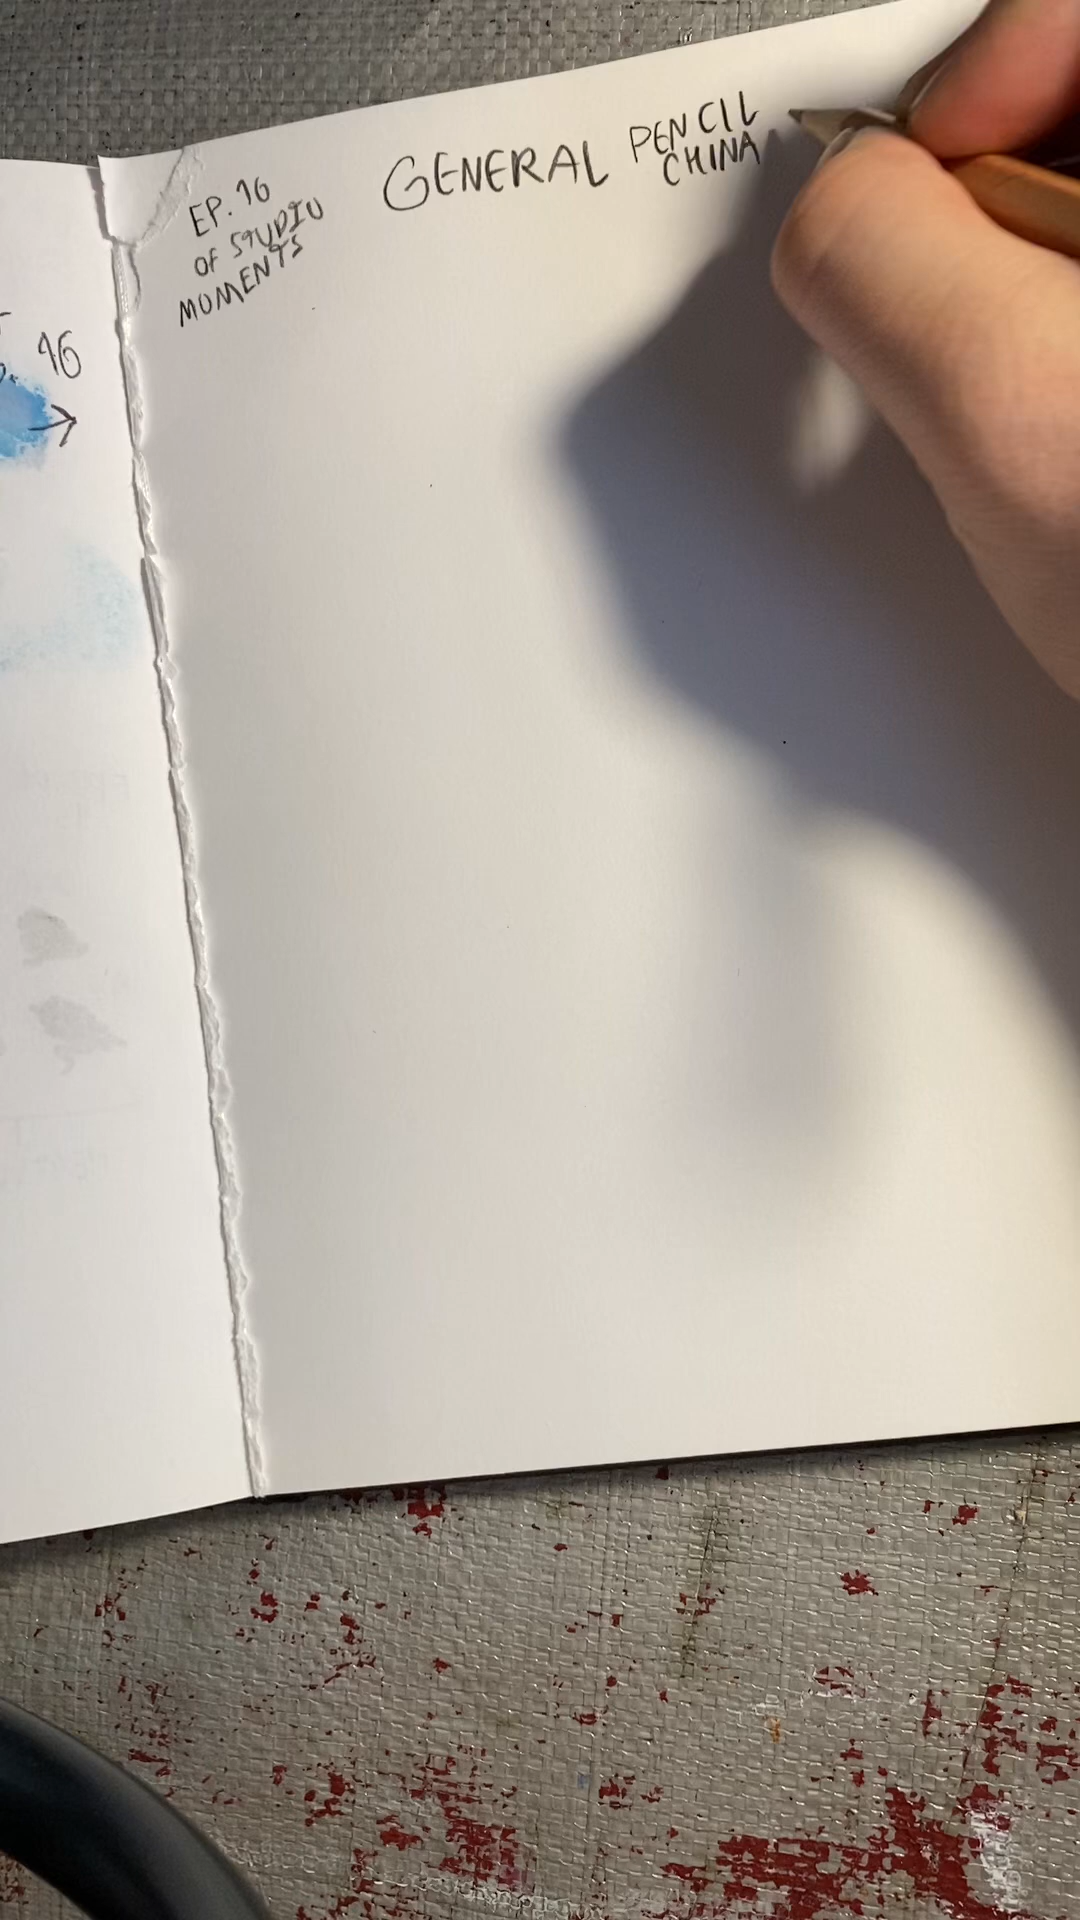 EP. 16
OF STUDIO
MOMENTS
GENERAL PENCIL
CHINA
16